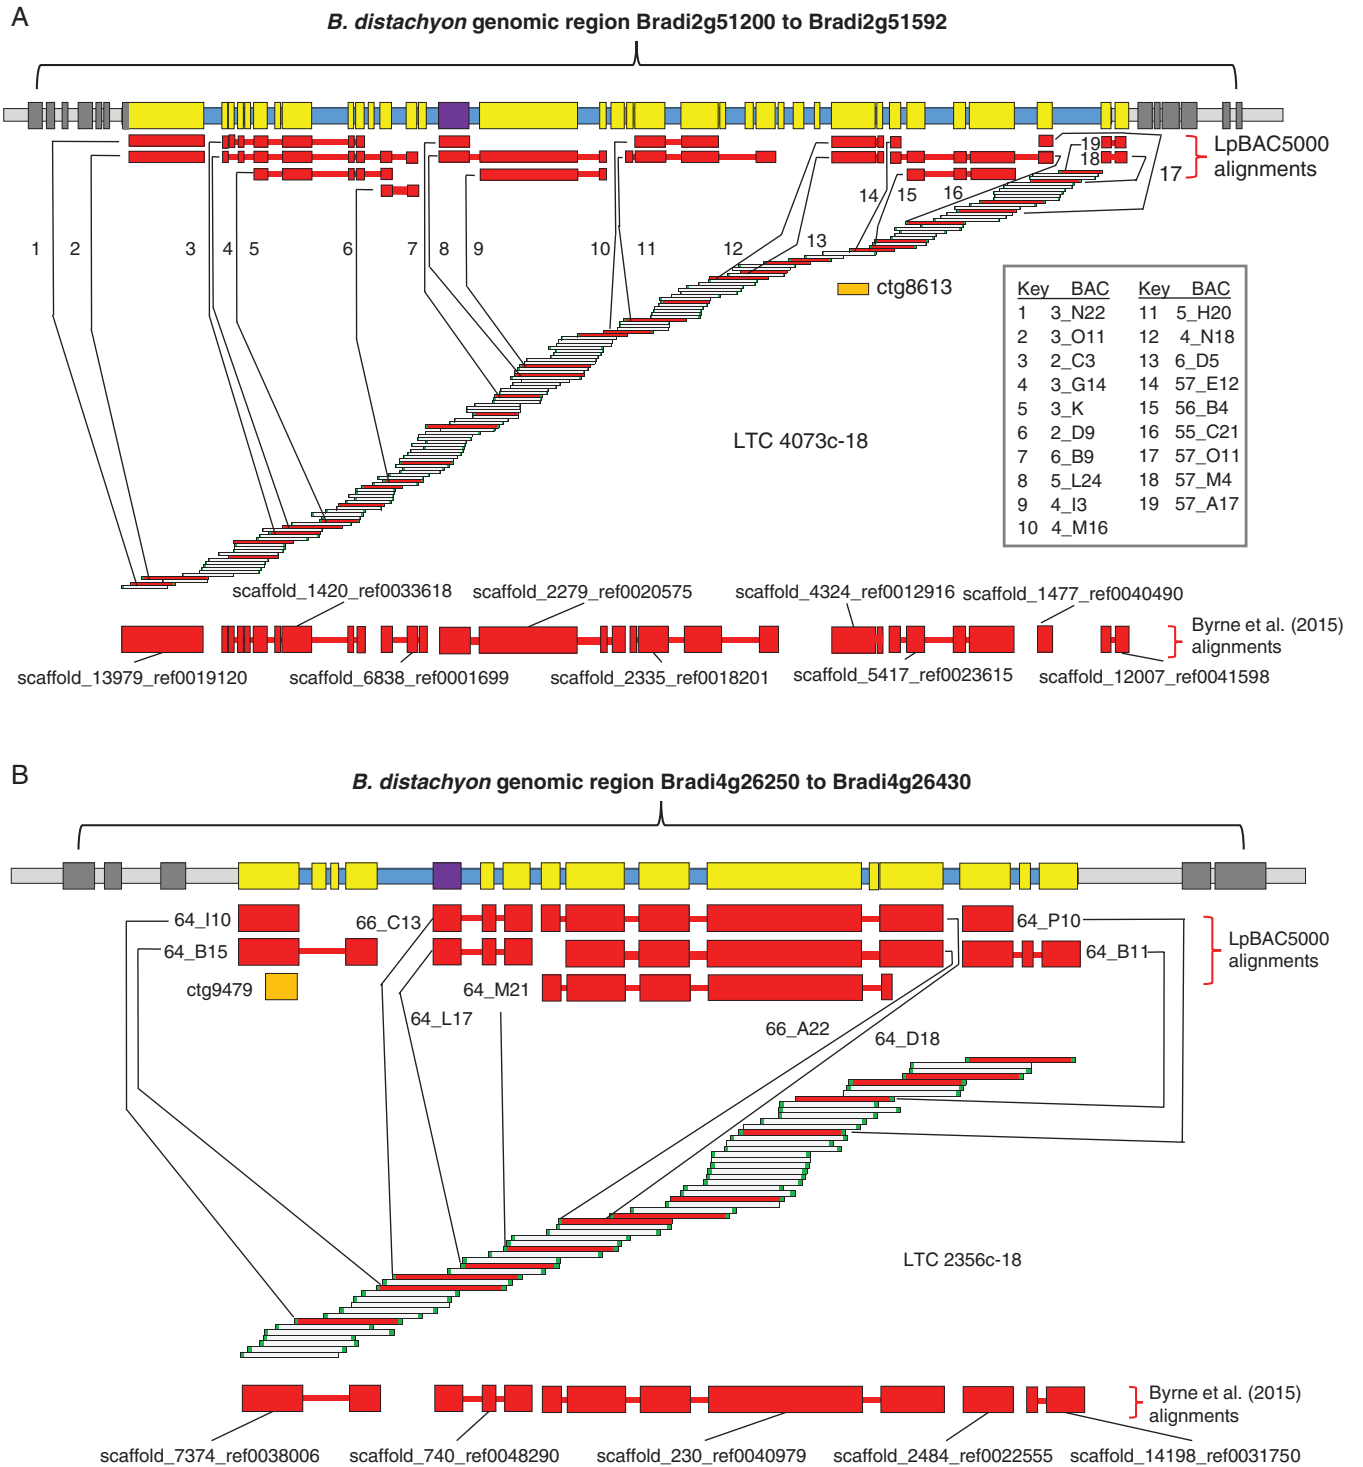 A
B. distachyon genomic region Bradi2g51200 to Bradi2g51592
LpBAC5000
alignments
19
18
17
16
15
14
13
12
11
10
9
8
7
6
5
4
3
2
1
ctg8613
LTC 4073c-18
Key BAC Key BAC
1 3_N22 11 5_H20
2 3_O11 12 4_N18
3 2_C3 13 6_D5
4 3_G14 14 57_E12
5 3_K 15 56_B4
6 2_D9 16 55_C21
7 6_B9 17 57_O11
8 5_L24 18 57_M4
9 4_I3 19 57_A17
10 4_M16
scaffold_1420_ref0033618 scaffold_2279_ref0020575 scaffold_4324_ref0012916 scaffold_1477_ref0040490
Byrne et al. (2015)
alignments
scaffold_13979_ref0019120 scaffold_6838_ref0001699 scaffold_2335_ref0018201 scaffold_5417_ref0023615 scaffold_12007_ref0041598
B
B. distachyon genomic region Bradi4g26250 to Bradi4g26430
64_I10 66_C13 64_P10
64_B15 64_B11
LpBAC5000
alignments
ctg9479 64_M21
64_L17 66_A22 64_D18
LTC 2356c-18
Byrne et al. (2015)
alignments
scaffold_7374_ref0038006 scaffold_740_ref0048290 scaffold_230_ref0040979 scaffold_2484_ref0022555 scaffold_14198_ref0031750